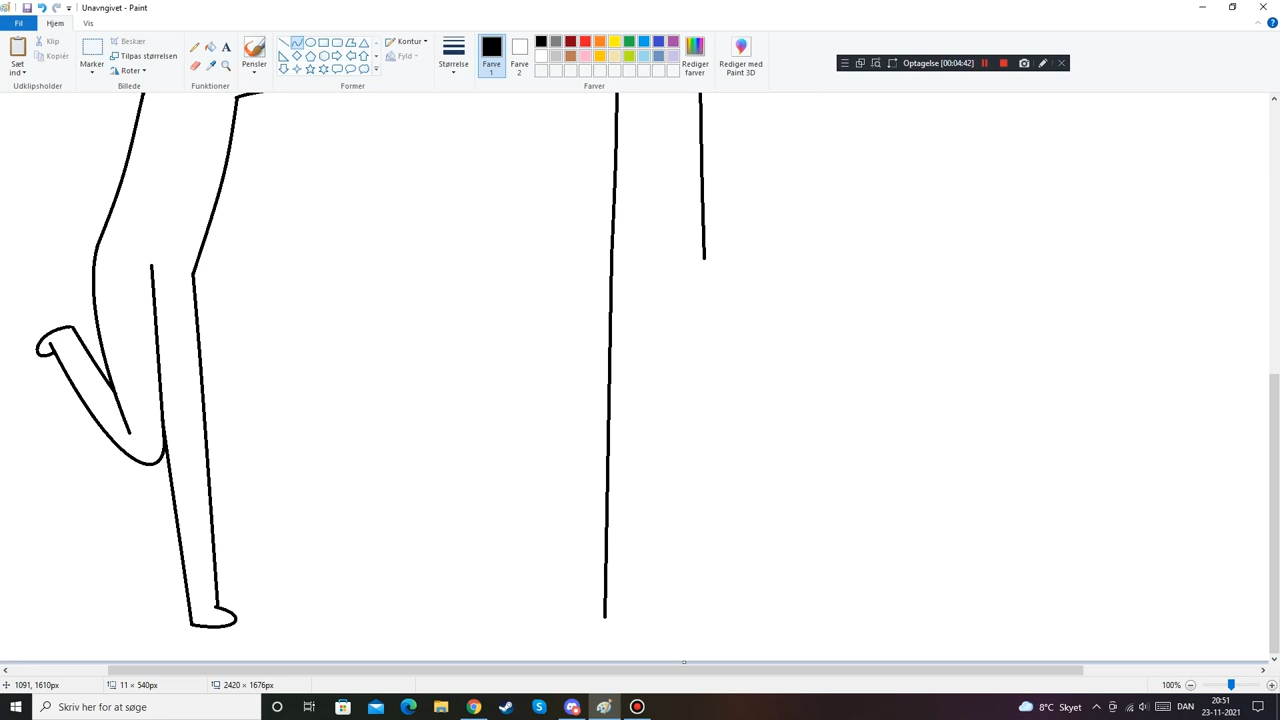 Unavngivet - Paint
Fil Hjem Vis
Sæt ind
Klip
Kopiér
Udklipsholder
Marker
Beskær
Tilpas størrelsen
Roter
Billede
A
Funktioner
Pensler
Kontur
Fyld
Former
Størrelse
Farve 1
Farve 2
Farver
Rediger farver
Rediger med Paint 3D
Optagelse [00:04:42]
1091, 1610px
11 × 540px
2420 × 1676px
100%
Skriv her for at søge
8°C Skyet
DAN
20:51
23-11-2021